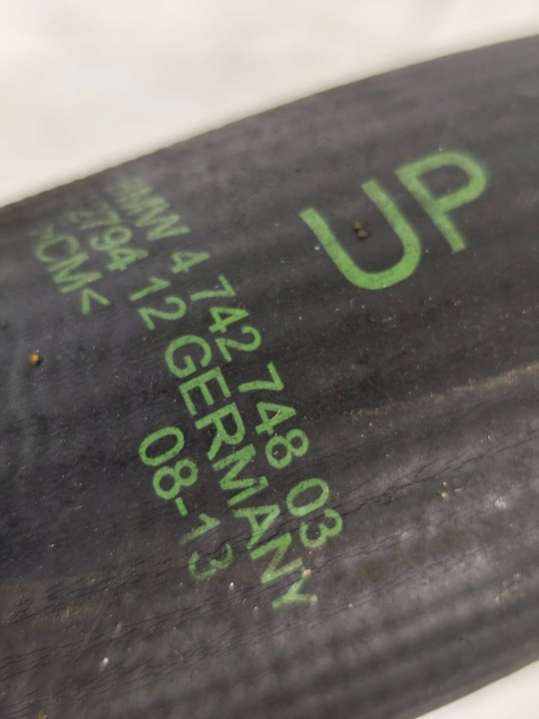 UP
BMW 4 742 748 03
2794 12 GERMANY
>CM<
08-13